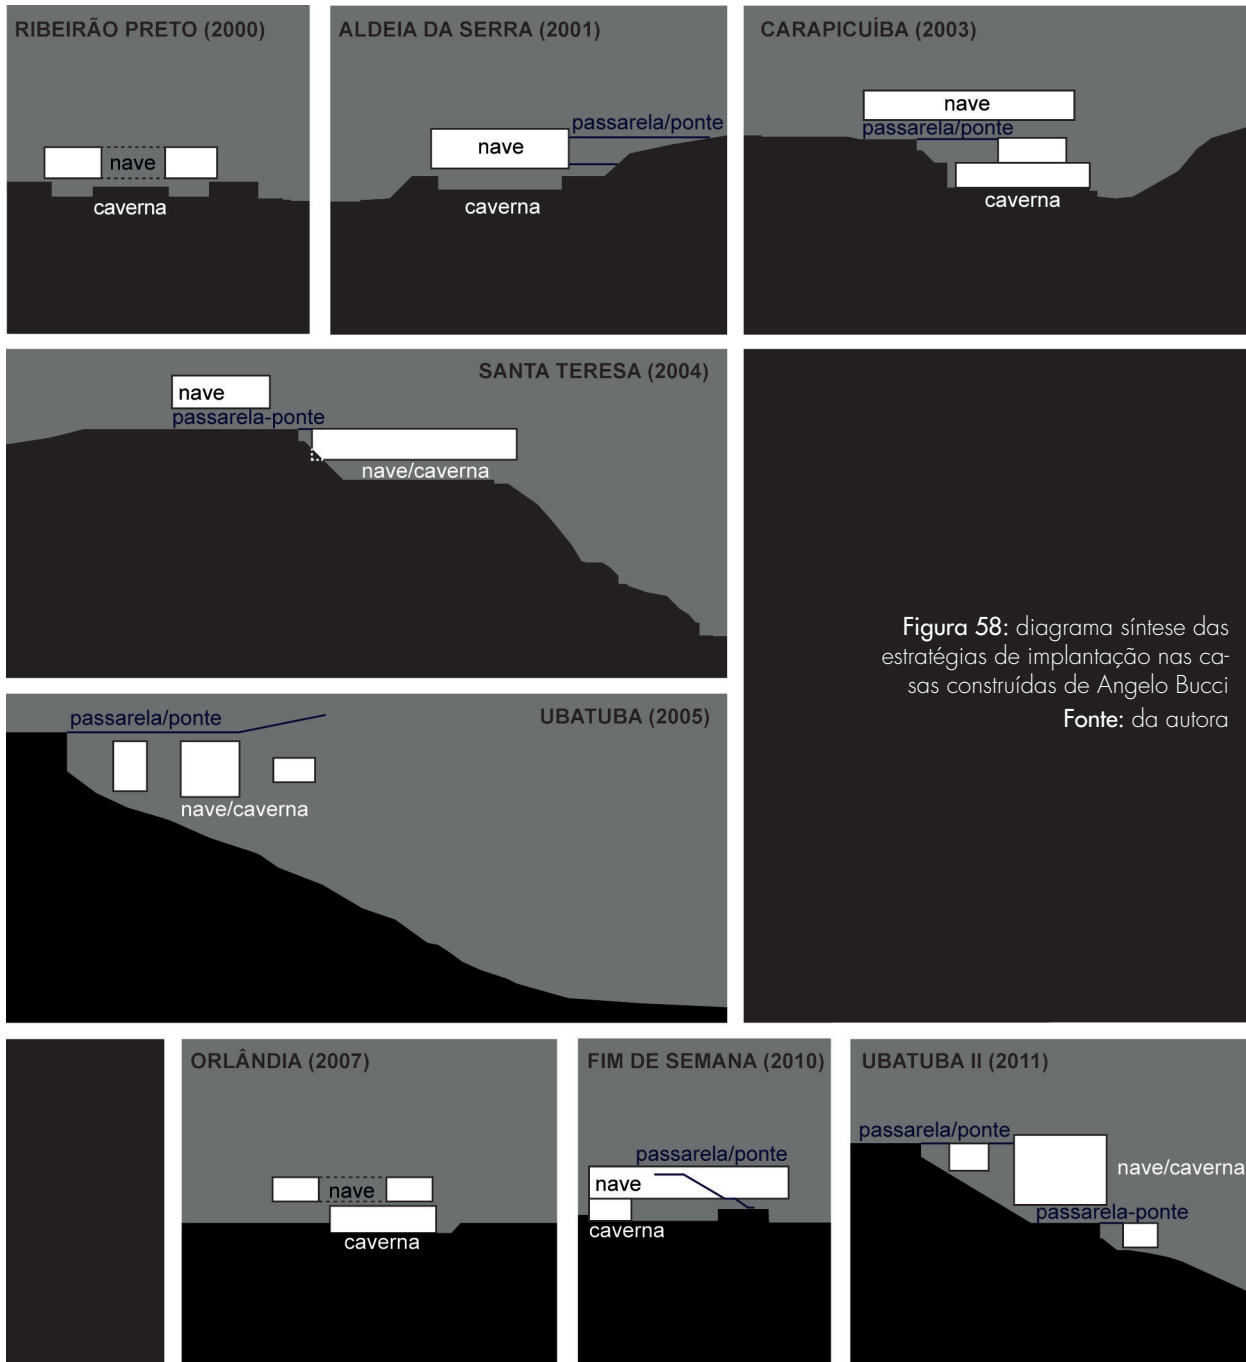 RIBEIRÃO PRETO (2000)
nave
caverna
ALDEIA DA SERRA (2001)
passarela/ponte
nave
caverna
CARAPICUÍBA (2003)
nave
passarela/ponte
caverna
SANTA TERESA (2004)
nave
passarela-ponte
nave/caverna
Figura 58: diagrama síntese das
estratégias de implantação nas ca-
sas construídas de Angelo Bucci
Fonte: da autora
UBATUBA (2005)
passarela/ponte
nave/caverna
ORLÂNDIA (2007)
nave
caverna
FIM DE SEMANA (2010)
passarela/ponte
nave
caverna
UBATUBA II (2011)
passarela/ponte
nave/caverna
passarela-ponte